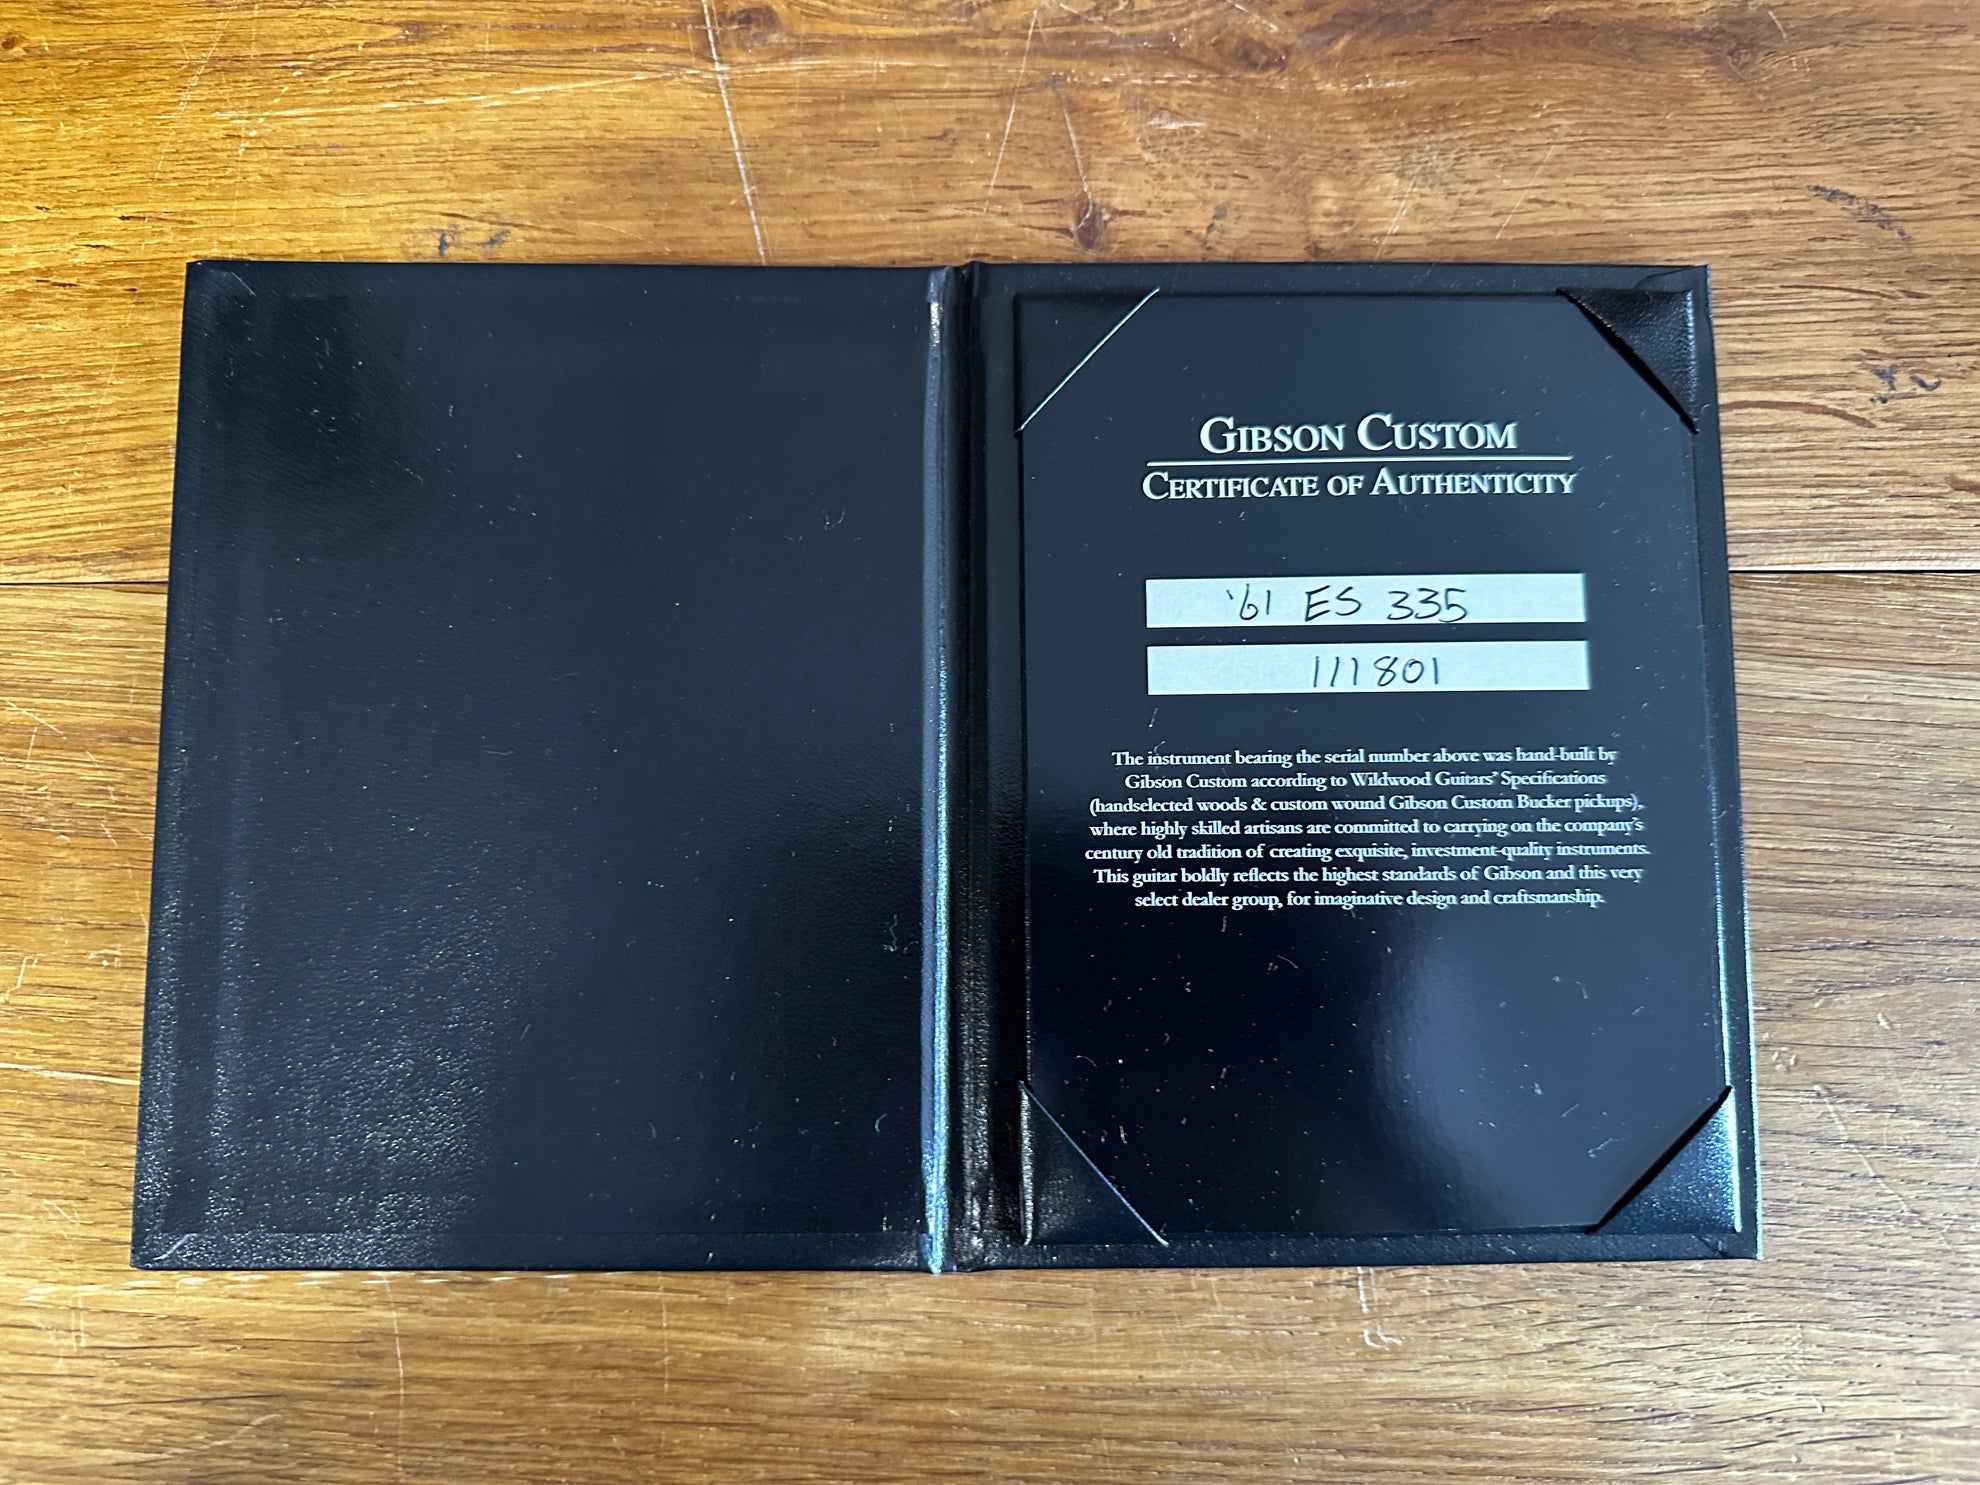 GIBSON CUSTOM
CERTIFICATE OF AUTHENTICITY
'61 ES 335
111801
The instrument bearing the serial number above was hand-built by
Gibson Custom according to Wildwood Guitars' Specifications
(handselected woods & custom wound Gibson Custom Bucker pickups),
where highly skilled artisans are committed to carrying on the company's
century old tradition of creating exquisite, investment-quality instruments.
This guitar boldly reflects the highest standards of Gibson and this very
select dealer group, for imaginative design and craftsmanship.